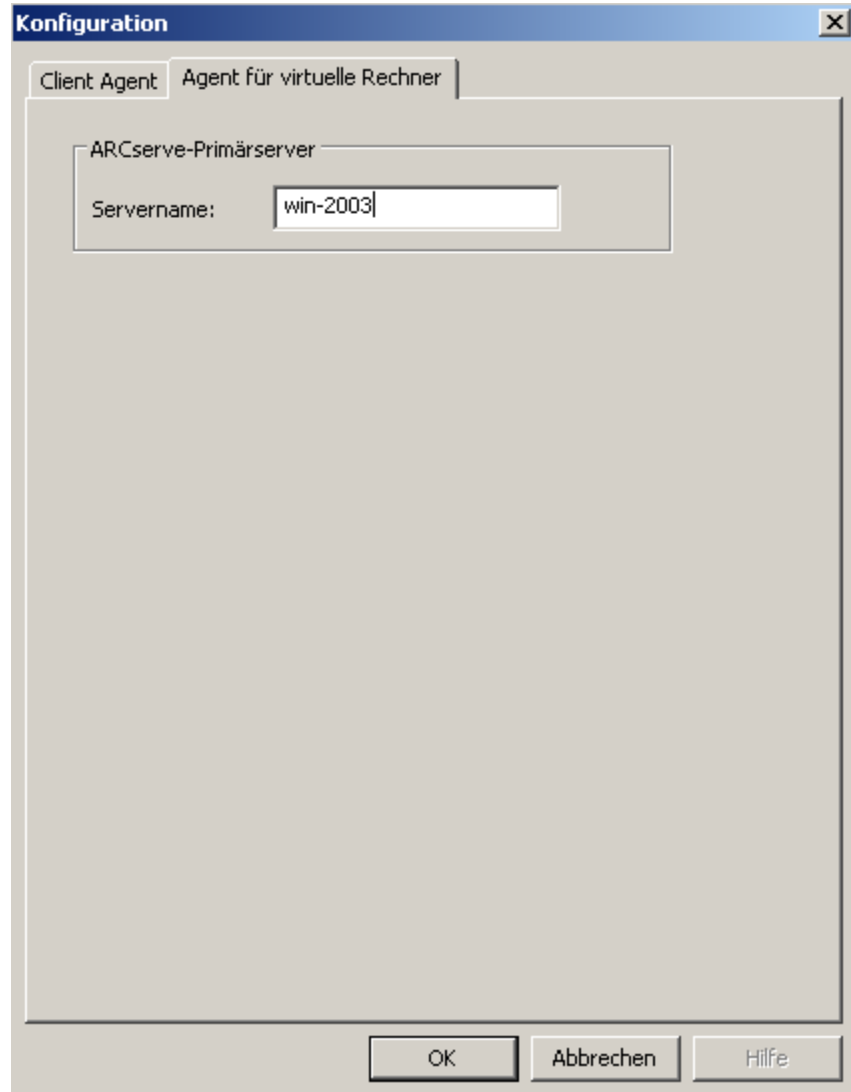 Konfiguration
Client Agent
Agent für virtuelle Rechner
ARCserve-Primärserver
Servername:
win-2003
OK
Abbrechen
Hilfe